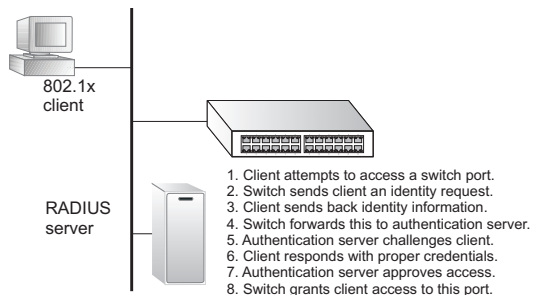 802.1x
client
RADIUS
server
1. Client attempts to access a switch port.
2. Switch sends client an identity request.
3. Client sends back identity information.
4. Switch forwards this to authentication server.
5. Authentication server challenges client.
6. Client responds with proper credentials.
7. Authentication server approves access.
8. Switch grants client access to this port.